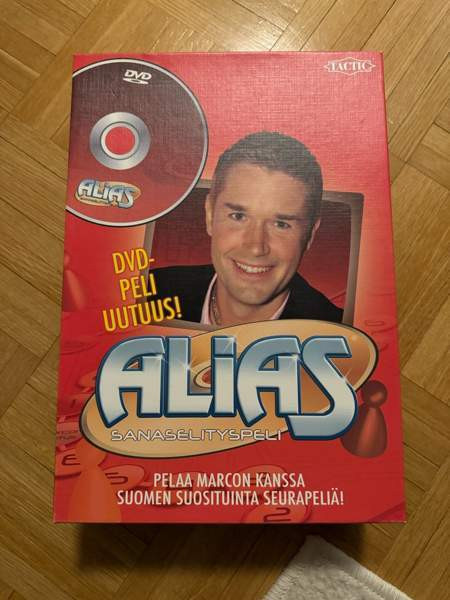 DVD
TACTIC
ALIAS
DVD-
PELI
UUTUUS!
ALIAS
SANASELITYSPELI
PELAA MARCON KANSSA
SUOMEN SUOSITUINTA SEURAPELIÄ!